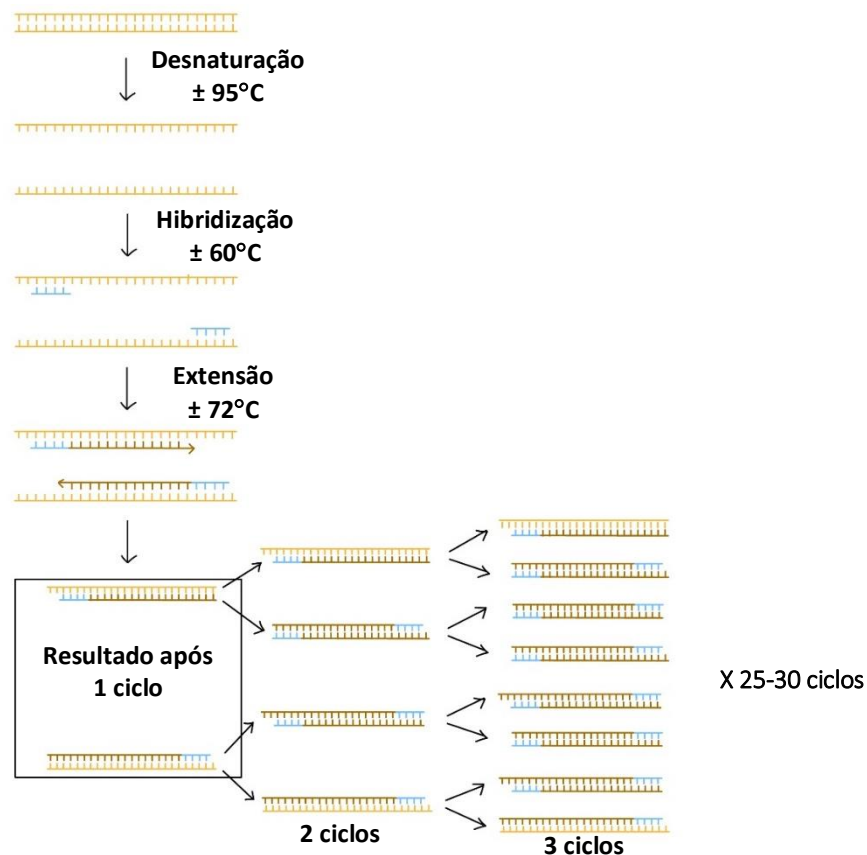 Desnaturação
± 95°C
Hibridização
± 60°C
Extensão
± 72°C
Resultado após
1 ciclo
2 ciclos
3 ciclos
X 25-30 ciclos